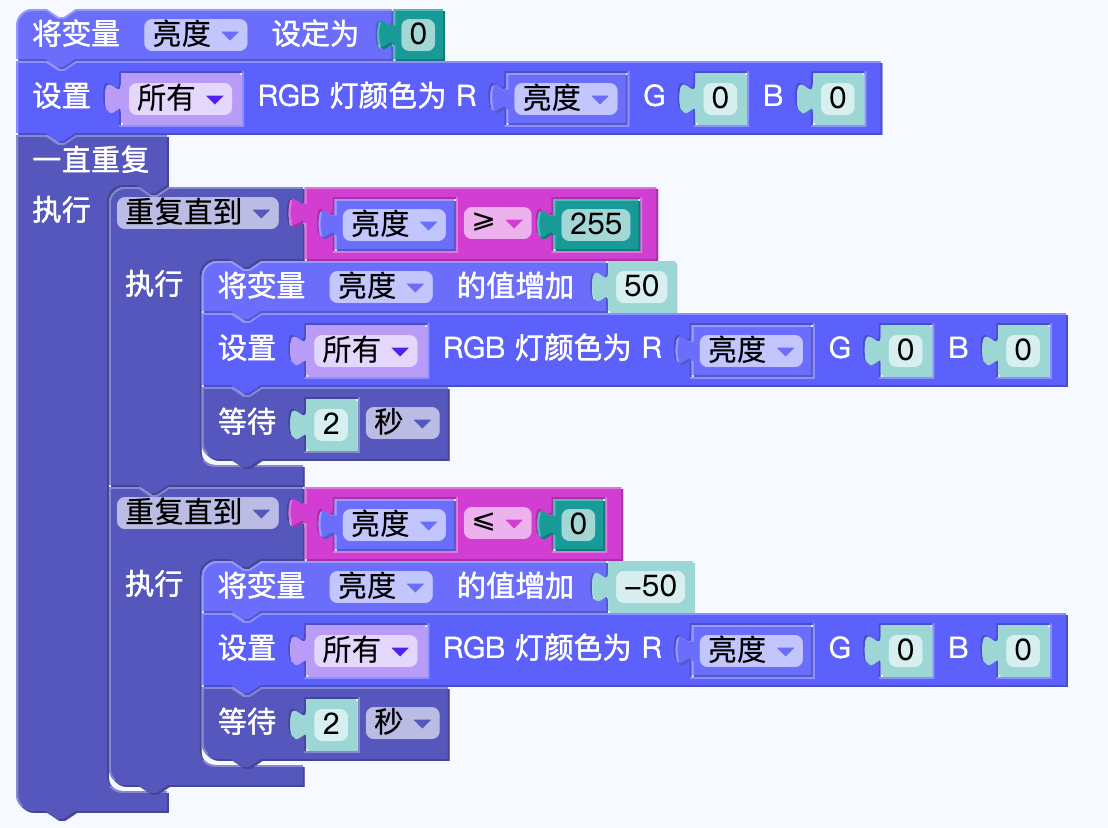 将变量 亮度 设定为 0
设置 所有 RGB 灯颜色为 R 亮度 G 0 B 0
一直重复
执行 重复直到 亮度 ≥ 255
执行 将变量 亮度 的值增加 50
设置 所有 RGB 灯颜色为 R 亮度 G 0 B 0
等待 2 秒
重复直到 亮度 ≤ 0
执行 将变量 亮度 的值增加 −50
设置 所有 RGB 灯颜色为 R 亮度 G 0 B 0
等待 2 秒